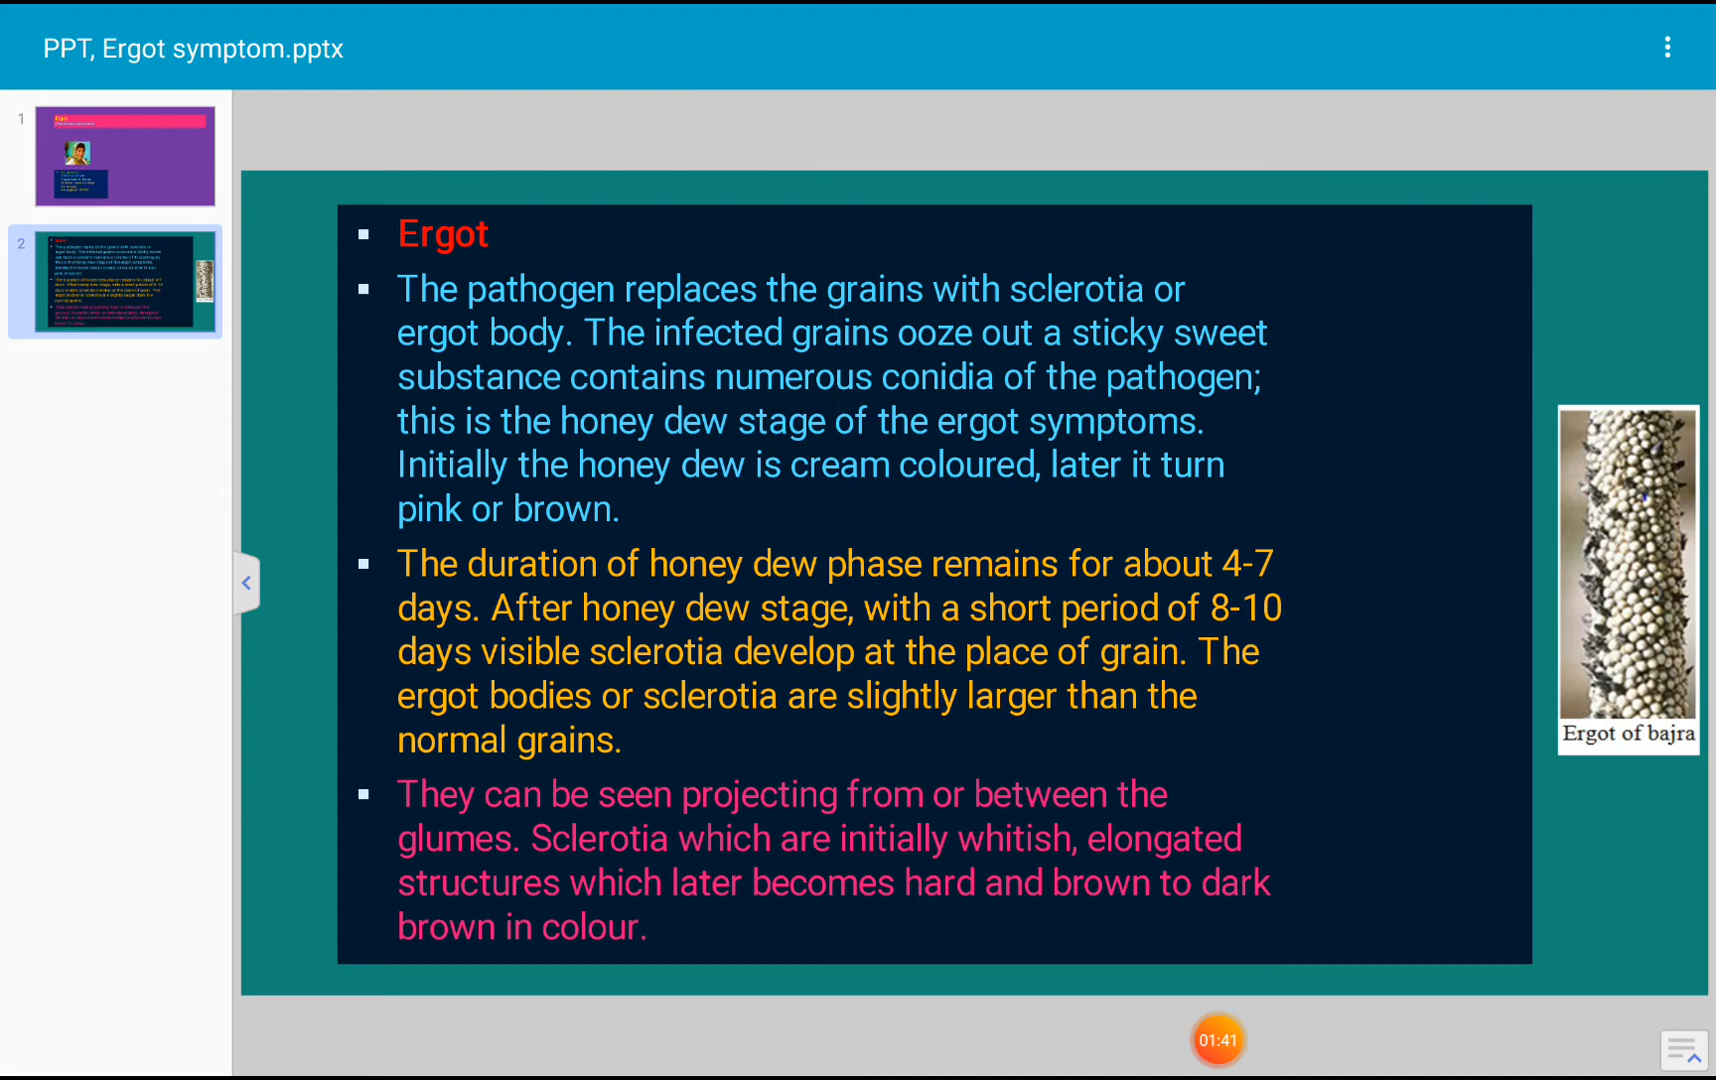 PPT, Ergot symptom.pptx
1
Ergot
2
Ergot
The pathogen replaces the grains with sclerotia or
ergot body. The infected grains ooze out a sticky sweet
substance contains numerous conidia of the pathogen;
this is the honey dew stage of the ergot symptoms.
Initially the honey dew is cream coloured, later it turn
pink or brown.
The duration of honey dew phase remains for about 4-7
days. After honey dew stage, with a short period of 8-10
days visible sclerotia develop at the place of grain. The
ergot bodies or sclerotia are slightly larger than the
normal grains.
They can be seen projecting from or between the
glumes. Sclerotia which are initially whitish, elongated
structures which later becomes hard and brown to dark
brown in colour.
Ergot of bajra
01:41